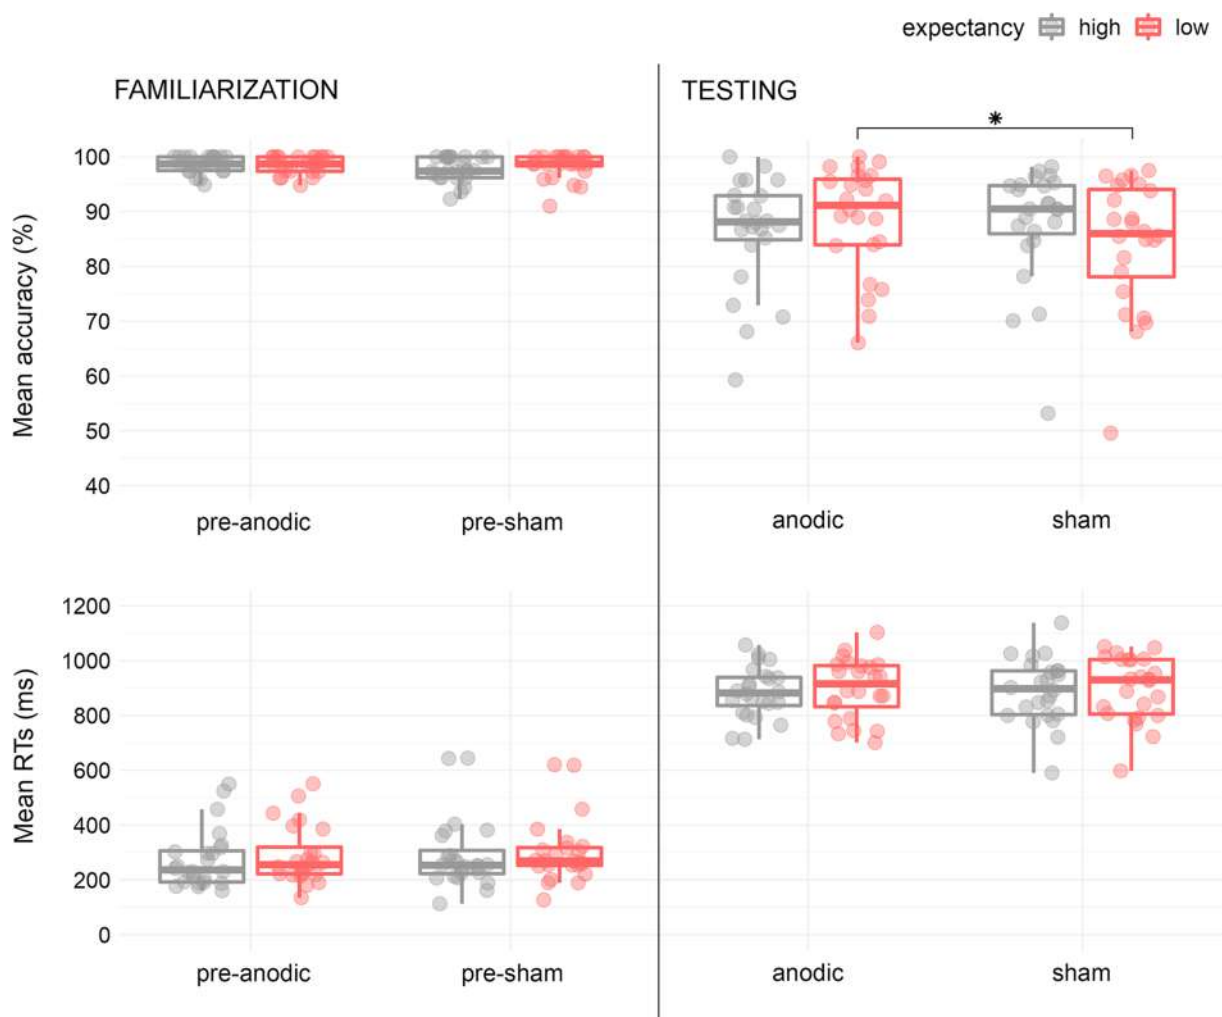 expectancy high low
FAMILIARIZATION TESTING
*
Mean accuracy (%)
100
90
80
70
60
50
40
pre-anodic pre-sham anodic sham
Mean RTs (ms)
1200
1000
800
600
400
200
0
pre-anodic pre-sham anodic sham